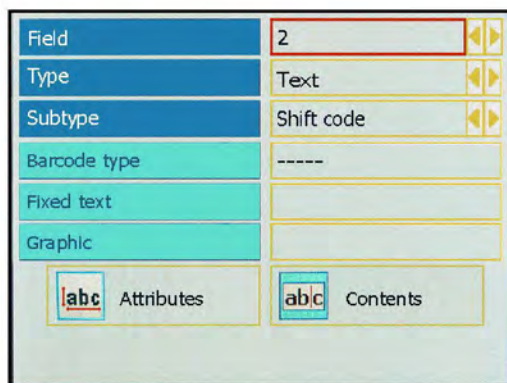 Field 2
Type Text
Subtype Shift code
Barcode type -----
Fixed text
Graphic
abc Attributes abc Contents